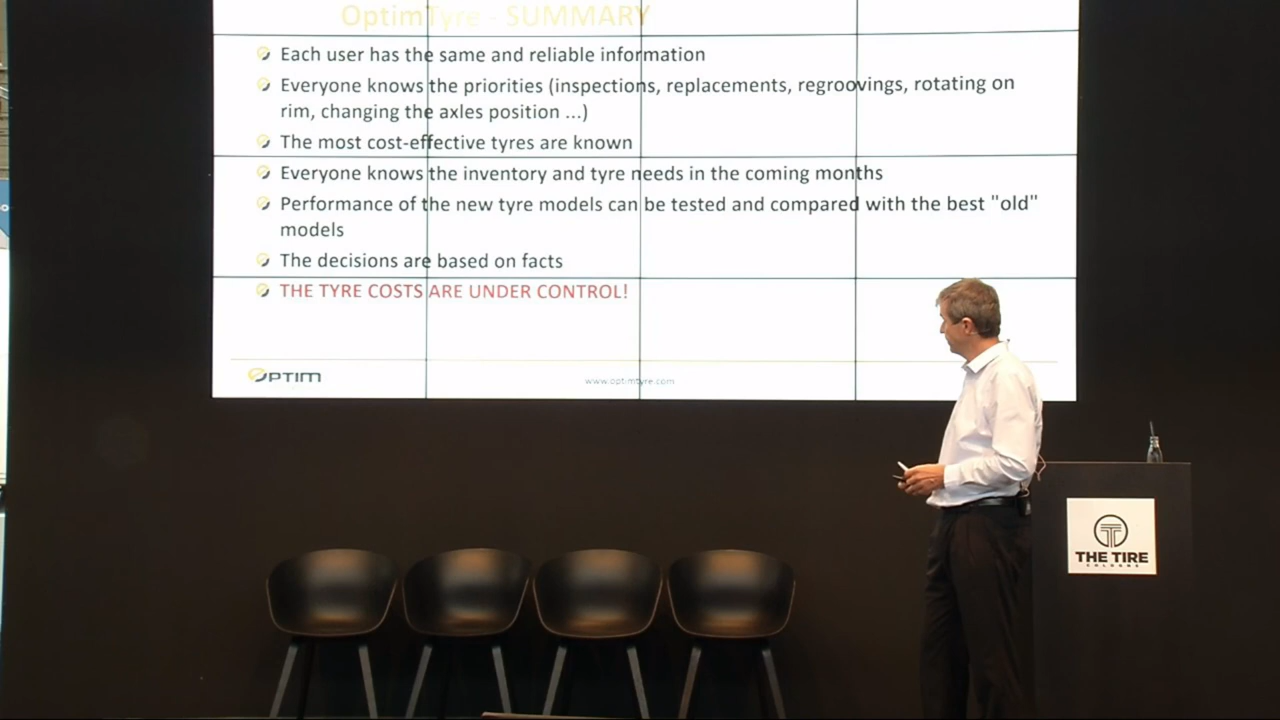 OptimTyre - SUMMARY
Each user has the same and reliable information
Everyone knows the priorities (inspections, replacements, regroovings, rotating on
rim, changing the axles position ...)
The most cost-effective tyres are known
Everyone knows the inventory and tyre needs in the coming months
Performance of the new tyre models can be tested and compared with the best "old"
models
The decisions are based on facts
THE TYRE COSTS ARE UNDER CONTROL!
OPTIM
www.optimtyre.com
THE TIRE
COLOGNE